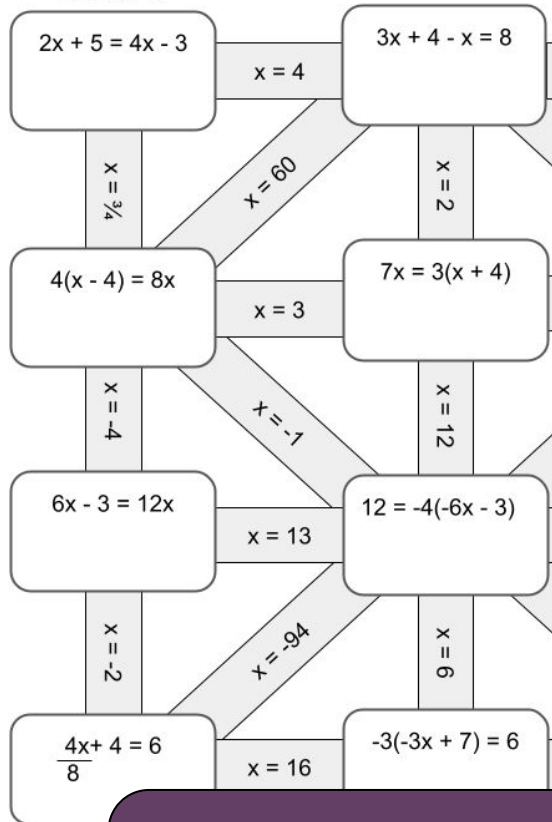 2x + 5 = 4x - 3
x = 4
3x + 4 - x = 8
x = ¾
x = 60
x = 2
4(x - 4) = 8x
x = 3
7x = 3(x + 4)
x = -4
x = -1
x = 12
6x - 3 = 12x
x = 13
12 = -4(-6x - 3)
x = -2
x = -94
x = 6
4x+ 4 = 6
8
x = 16
-3(-3x + 7) = 6